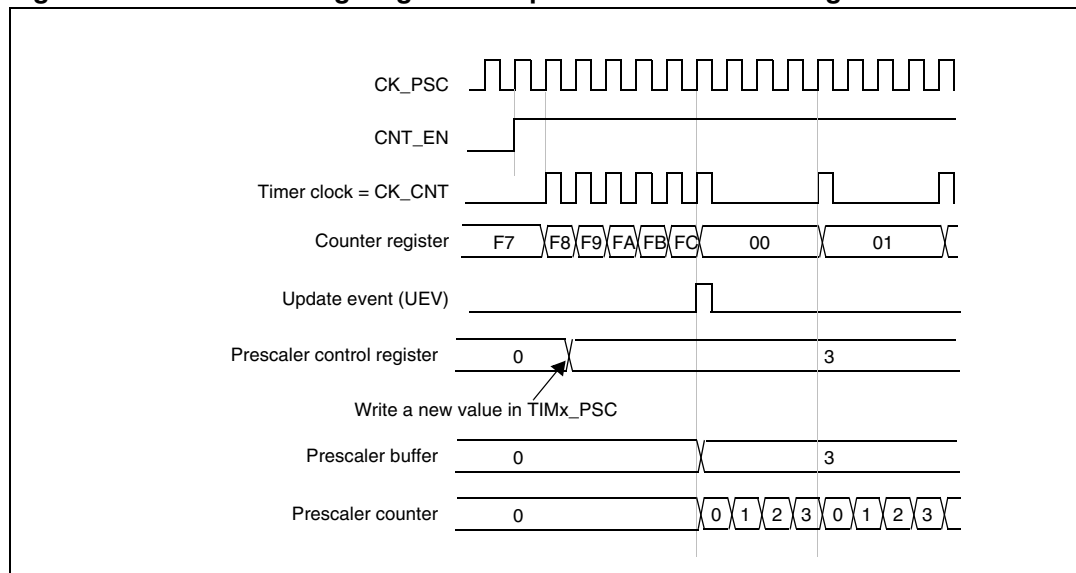 CK_PSC
CNT_EN
Timer clock = CK_CNT
Counter register F7 F8 F9 FA FB FC 00 01
Update event (UEV)
Prescaler control register 0 3
Write a new value in TIMx_PSC
Prescaler buffer 0 3
Prescaler counter 0 0 1 2 3 0 1 2 3